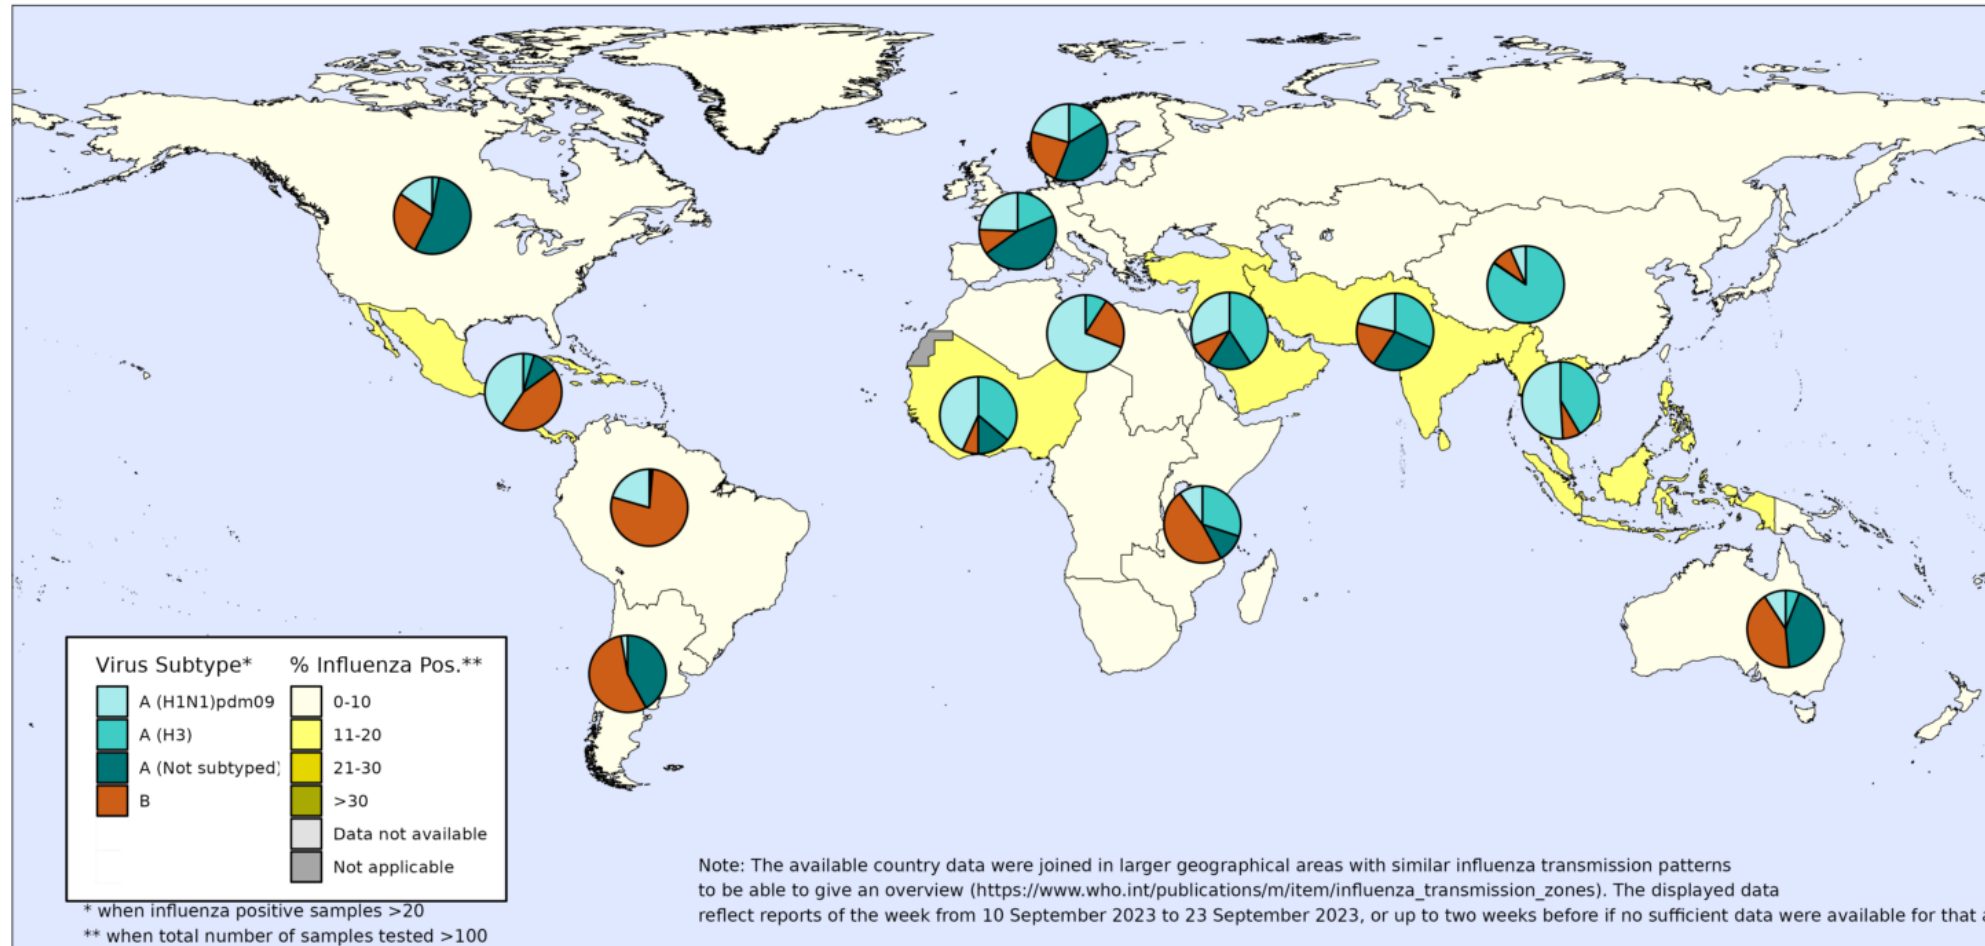 Virus Subtype*
A (H1N1)pdm09
A (H3)
A (Not subtyped)
B
% Influenza Pos.**
0-10
11-20
21-30
>30
Data not available
Not applicable
* when influenza positive samples >20
** when total number of samples tested >100
Note: The available country data were joined in larger geographical areas with similar influenza transmission patterns
to be able to give an overview (https://www.who.int/publications/m/item/influenza_transmission_zones). The displayed data
reflect reports of the week from 10 September 2023 to 23 September 2023, or up to two weeks before if no sufficient data were available for that